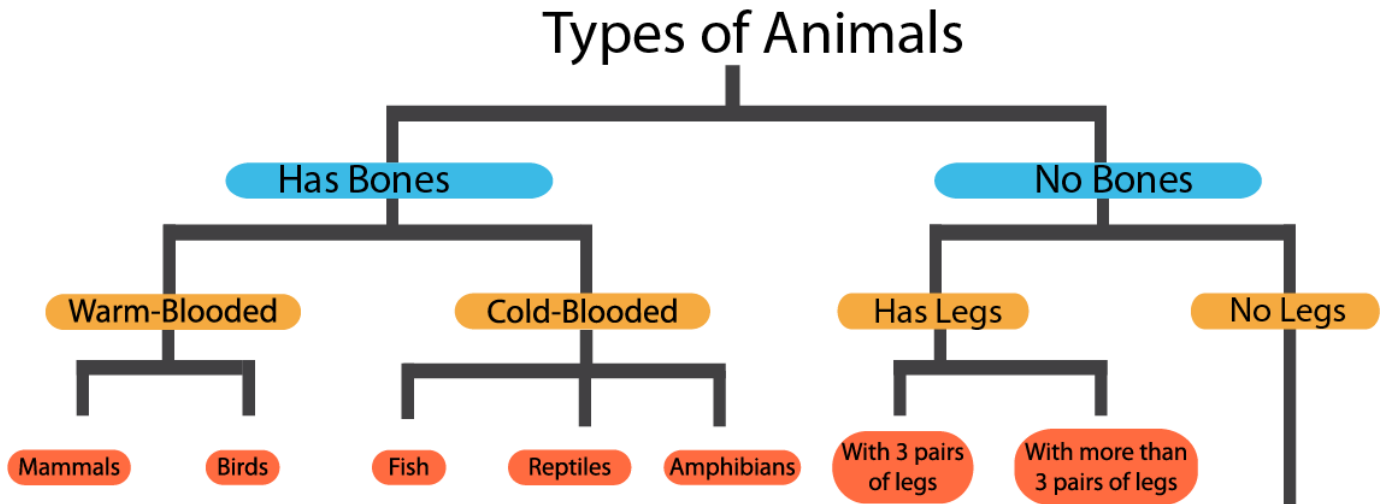 Types of Animals
Has Bones
No Bones
Warm-Blooded
Cold-Blooded
Has Legs
No Legs
Mammals
Birds
Fish
Reptiles
Amphibians
With 3 pairs
of legs
With more than
3 pairs of legs